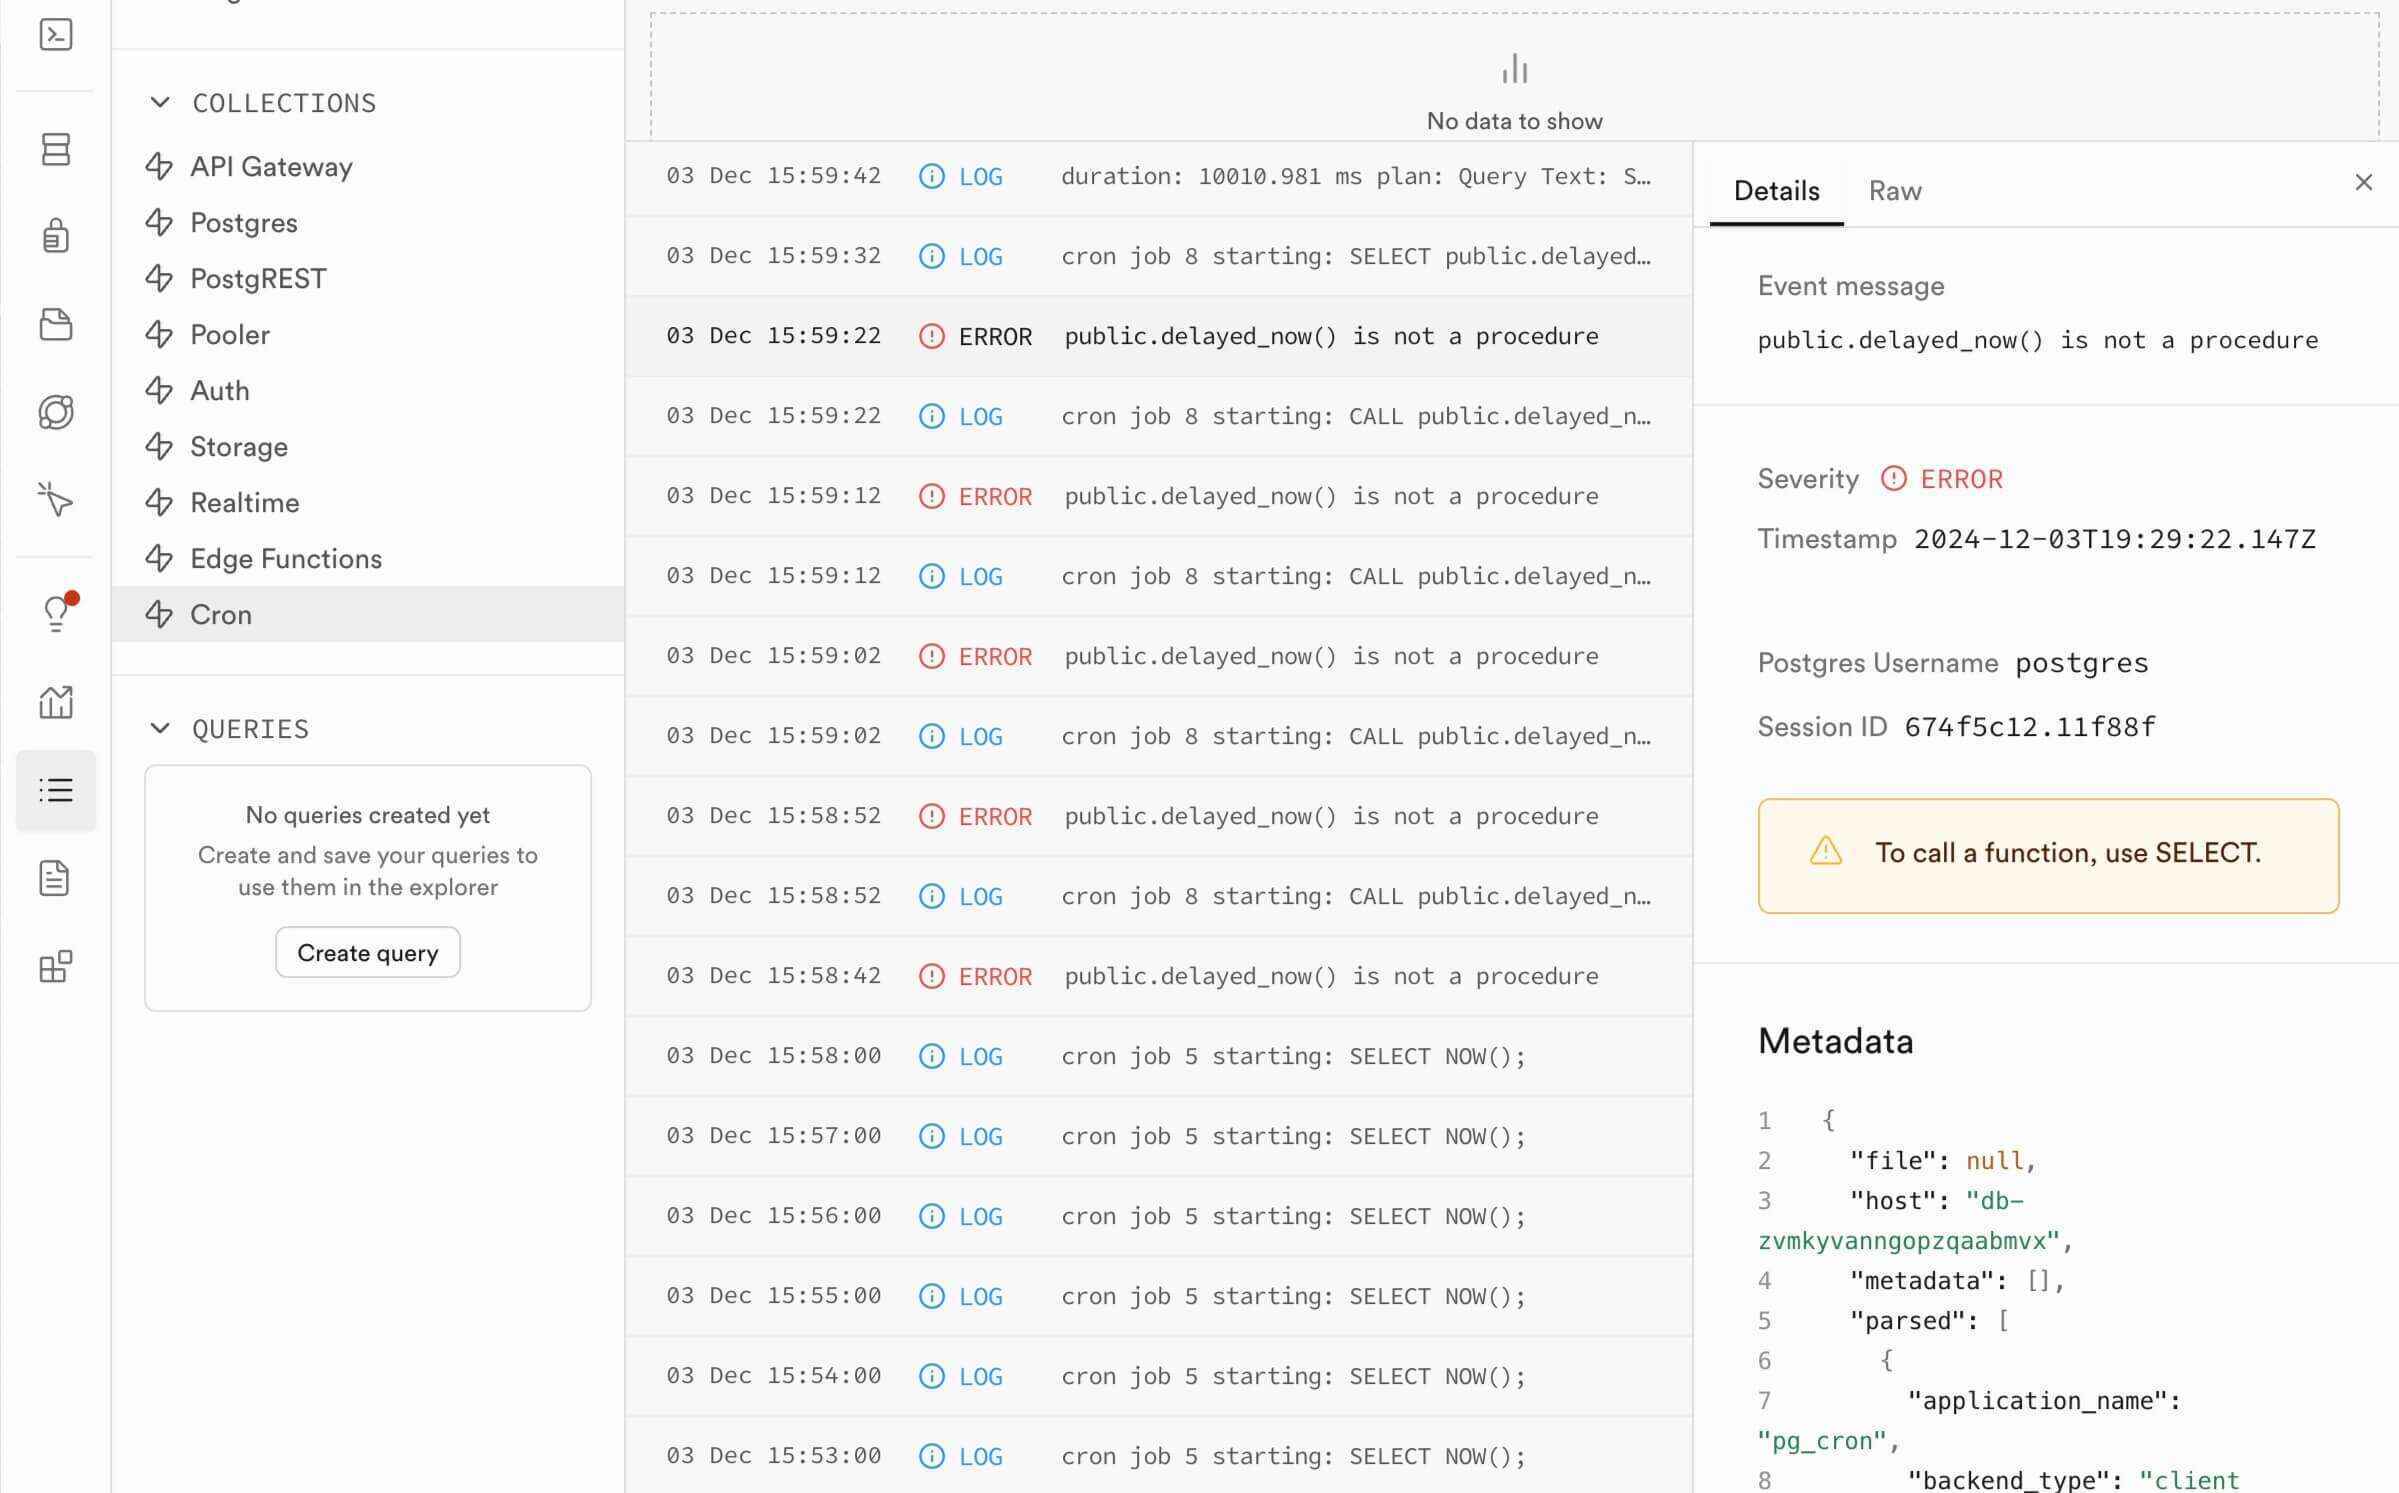 COLLECTIONS
API Gateway
Postgres
PostgREST
Pooler
Auth
Storage
Realtime
Edge Functions
Cron
QUERIES
No queries created yet
Create and save your queries to
use them in the explorer
Create query
No data to show
03 Dec 15:59:42 LOG duration: 10010.981 ms plan: Query Text: S…
03 Dec 15:59:32 LOG cron job 8 starting: SELECT public.delayed…
03 Dec 15:59:22 ERROR public.delayed_now() is not a procedure
03 Dec 15:59:22 LOG cron job 8 starting: CALL public.delayed_n…
03 Dec 15:59:12 ERROR public.delayed_now() is not a procedure
03 Dec 15:59:12 LOG cron job 8 starting: CALL public.delayed_n…
03 Dec 15:59:02 ERROR public.delayed_now() is not a procedure
03 Dec 15:59:02 LOG cron job 8 starting: CALL public.delayed_n…
03 Dec 15:58:52 ERROR public.delayed_now() is not a procedure
03 Dec 15:58:52 LOG cron job 8 starting: CALL public.delayed_n…
03 Dec 15:58:42 ERROR public.delayed_now() is not a procedure
03 Dec 15:58:00 LOG cron job 5 starting: SELECT NOW();
03 Dec 15:57:00 LOG cron job 5 starting: SELECT NOW();
03 Dec 15:56:00 LOG cron job 5 starting: SELECT NOW();
03 Dec 15:55:00 LOG cron job 5 starting: SELECT NOW();
03 Dec 15:54:00 LOG cron job 5 starting: SELECT NOW();
03 Dec 15:53:00 LOG cron job 5 starting: SELECT NOW();
Details Raw
Event message
public.delayed_now() is not a procedure
Severity ERROR
Timestamp 2024-12-03T19:29:22.147Z
Postgres Username postgres
Session ID 674f5c12.11f88f
To call a function, use SELECT.
Metadata
1 {
2 "file": null,
3 "host": "db-
zvmkyvanngopzqaabmvx",
4 "metadata": [],
5 "parsed": [
6 {
7 "application_name":
"pg_cron",
8 "backend_type": "client